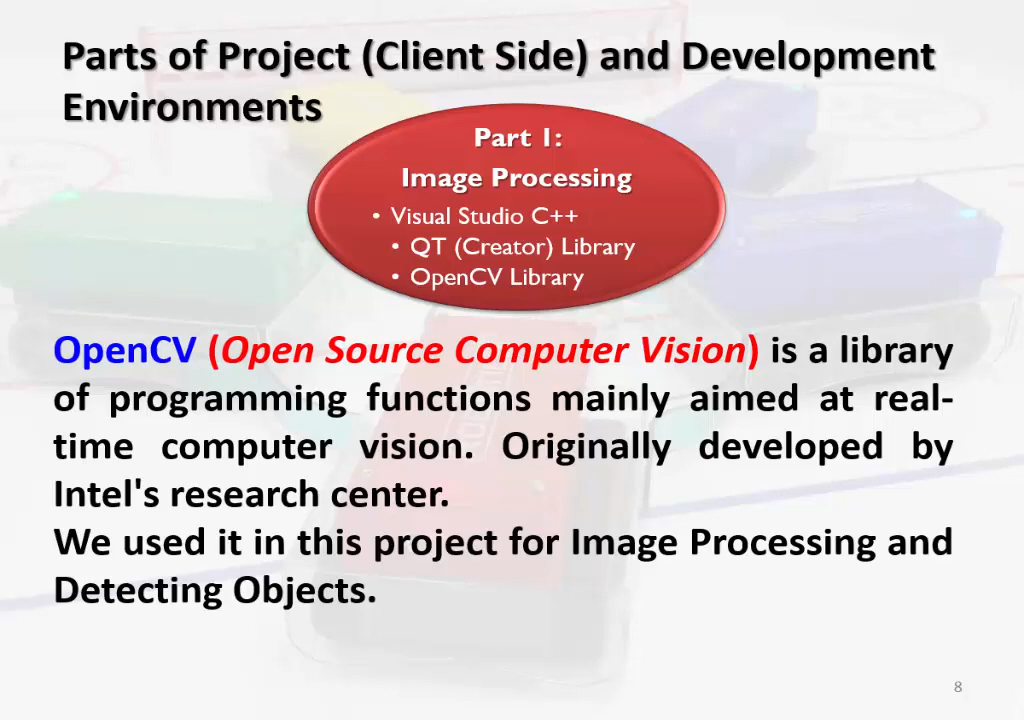 Parts of Project (Client Side) and Development
Environments
Part 1:
Image Processing
• Visual Studio C++
• QT (Creator) Library
• OpenCV Library
OpenCV (Open Source Computer Vision) is a library
of programming functions mainly aimed at real-
time computer vision. Originally developed by
Intel's research center.
We used it in this project for Image Processing and
Detecting Objects.
8